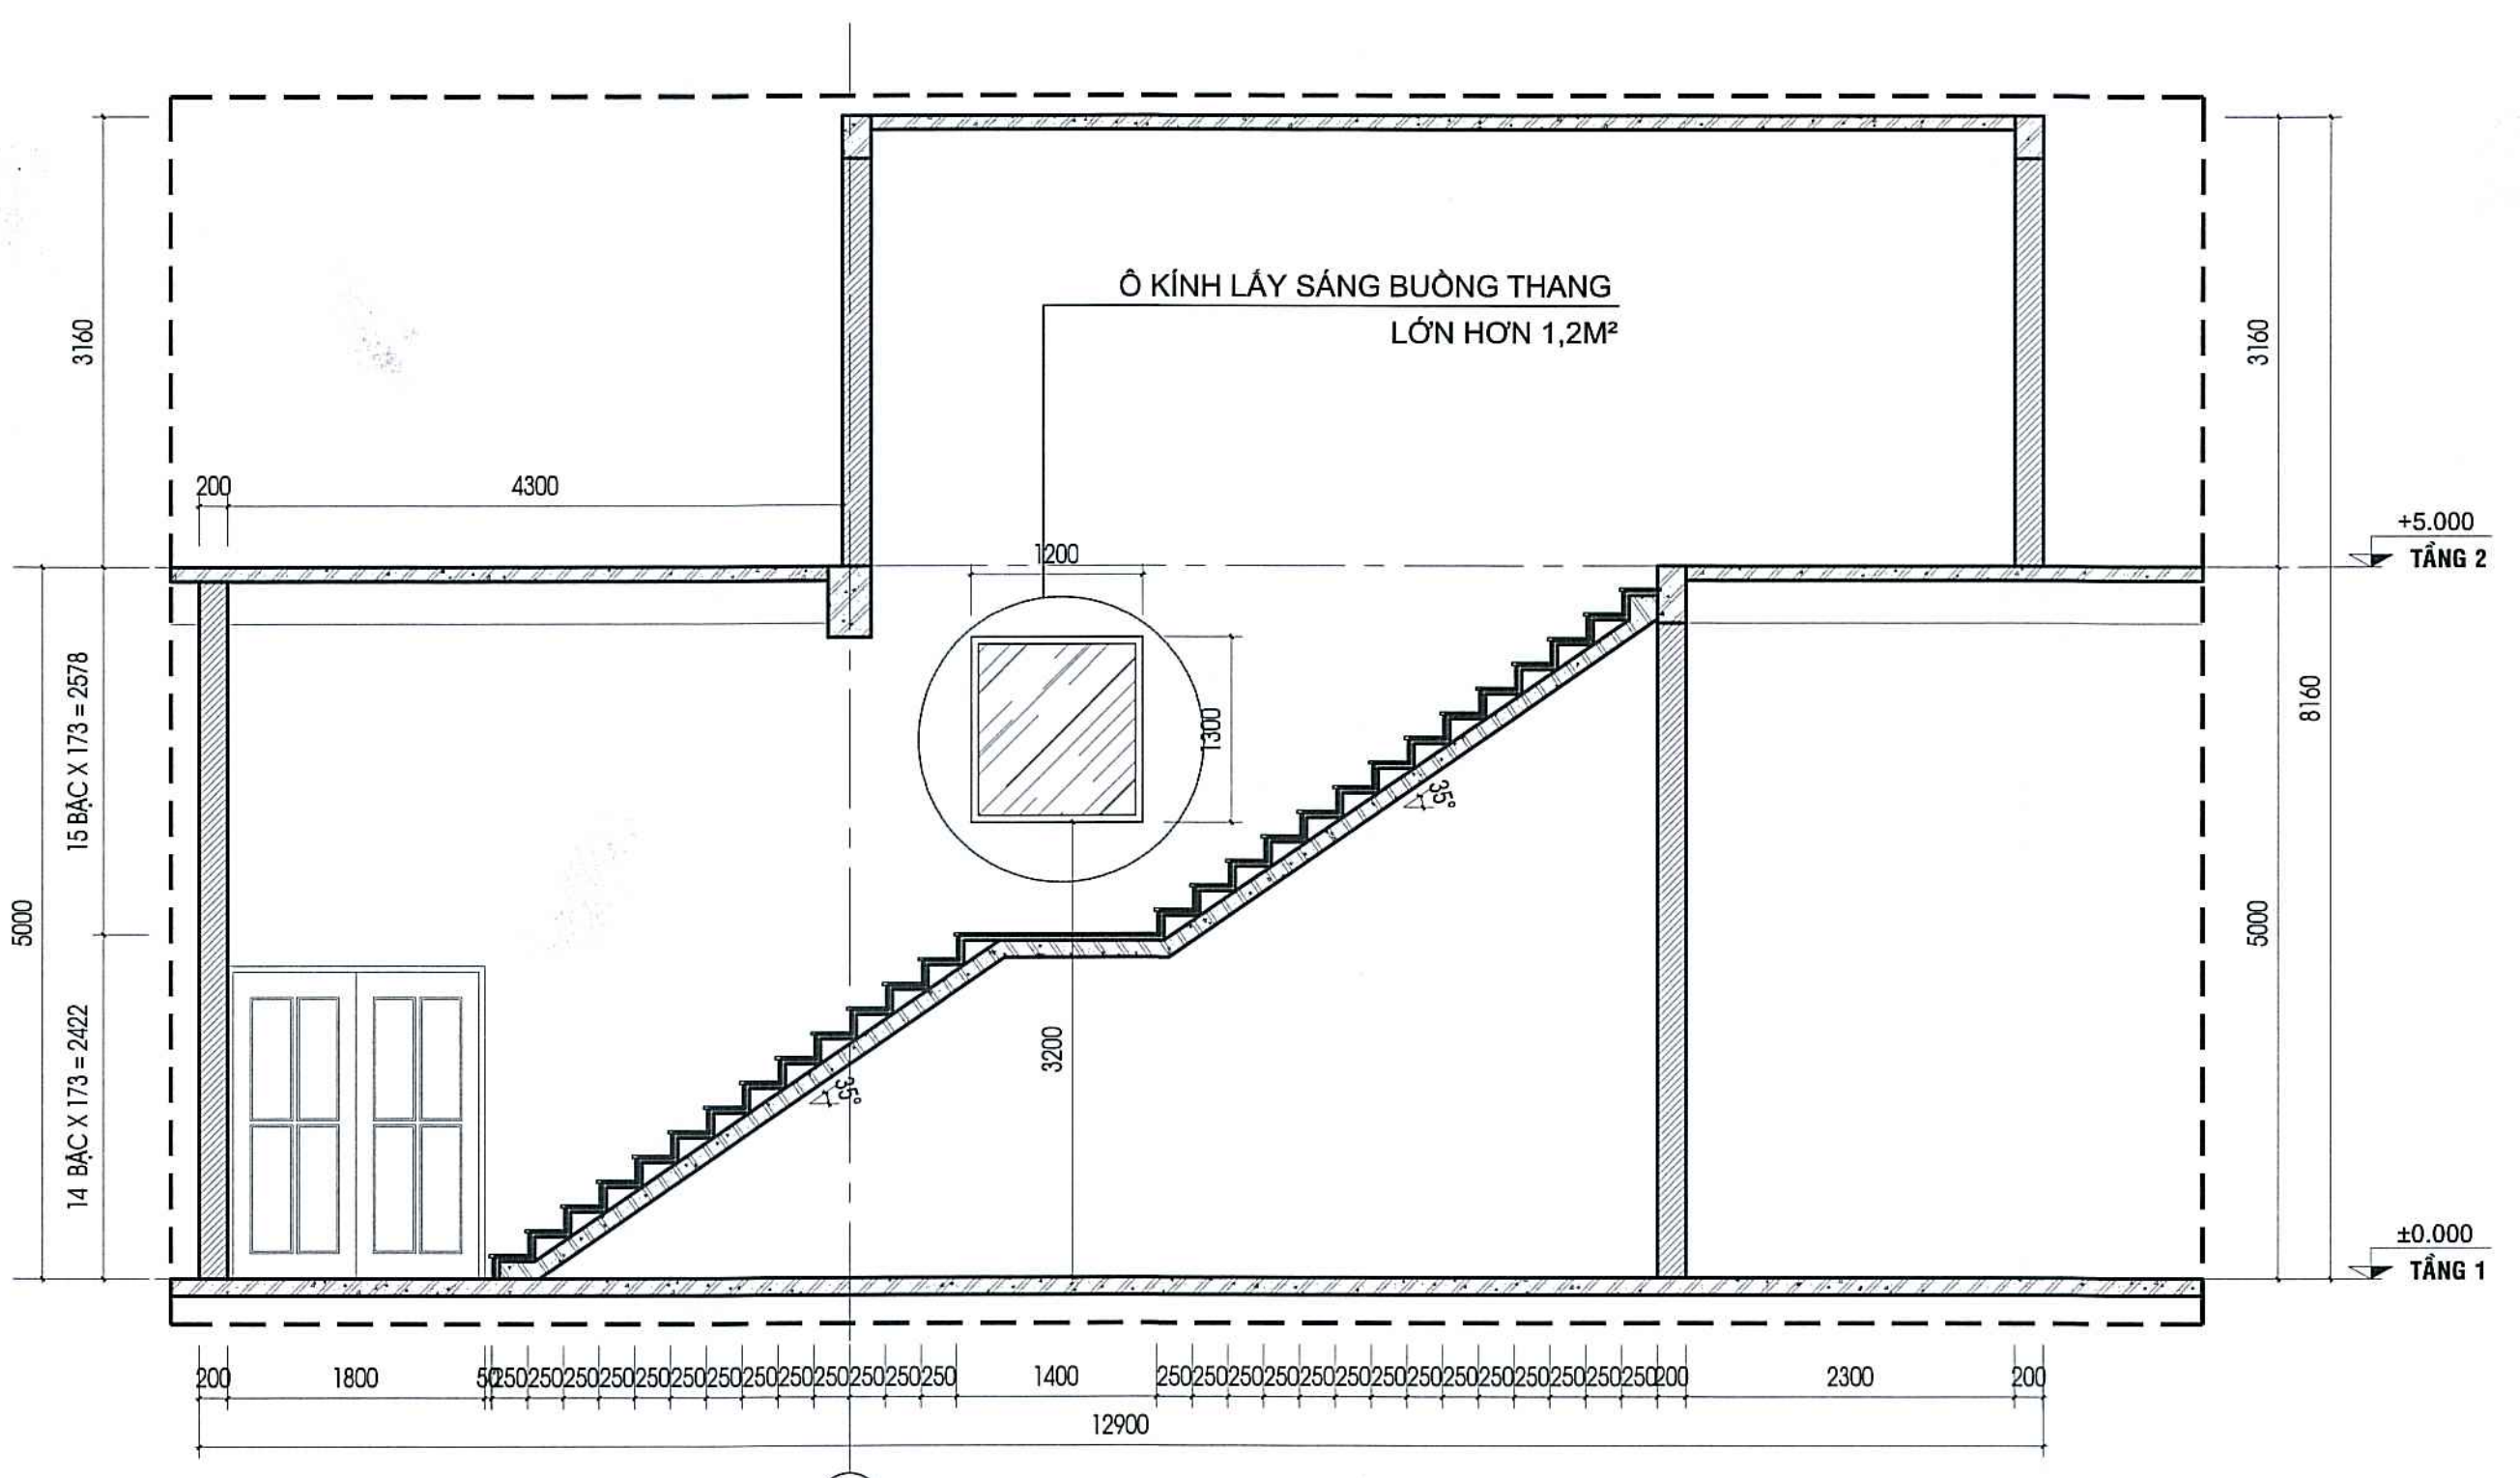 Ô KÍNH LẤY SÁNG BUỒNG THANG
LỚN HƠN 1,2M²
3160
3160
200
4300
1200
+5.000
TẦNG 2
15 BẬC X 173 = 2578
1300
8160
35°
5000
5000
14 BẬC X 173 = 2422
3200
35°
±0.000
TẦNG 1
200 1800 50 250 250 250 250 250 250 250 250 250 250 250 250 250 1400 250 250 250 250 250 250 250 250 250 250 250 250 250 250 200 2300 200
12900